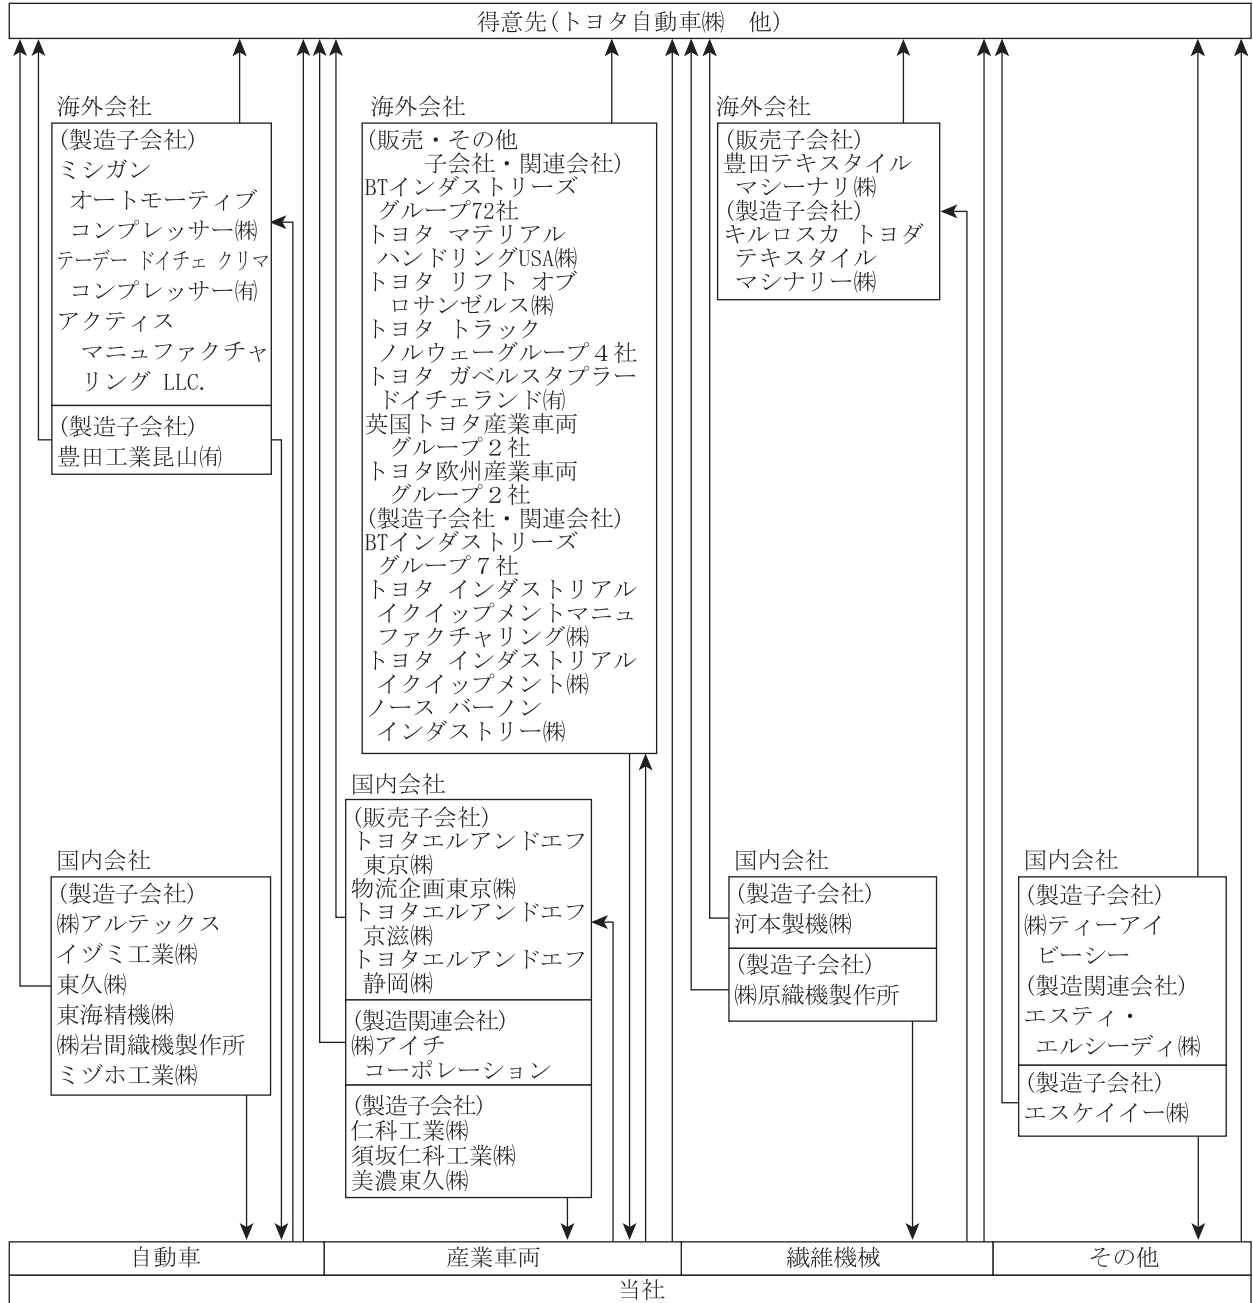 得意先(トヨタ自動車㈱　他)
海外会社
(製造子会社)
ミシガン
オートモーティブ
コンプレッサー㈱
テーデー ドイチェ クリマ
コンプレッサー㈲
アクティス
マニュファクチャ
リング LLC.
(製造子会社)
豊田工業昆山㈲
国内会社
(製造子会社)
㈱アルテックス
イヅミ工業㈱
東久㈱
東海精機㈱
㈱岩間織機製作所
ミヅホ工業㈱
海外会社
(販売・その他
子会社・関連会社)
BTインダストリーズ
グループ72社
トヨタ マテリアル
ハンドリングUSA㈱
トヨタ リフト オブ
ロサンゼルス㈱
トヨタ トラック
ノルウェーグループ４社
トヨタ ガベルスタプラー
ドイチェランド㈲
英国トヨタ産業車両
グループ２社
トヨタ欧州産業車両
グループ２社
(製造子会社・関連会社)
BTインダストリーズ
グループ７社
トヨタ インダストリアル
イクイップメントマニュ
ファクチャリング㈱
トヨタ インダストリアル
イクイップメント㈱
ノース バーノン
インダストリー㈱
国内会社
(販売子会社)
トヨタエルアンドエフ
東京㈱
物流企画東京㈱
トヨタエルアンドエフ
京滋㈱
トヨタエルアンドエフ
静岡㈱
(製造関連会社)
㈱アイチ
コーポレーション
(製造子会社)
仁科工業㈱
須坂仁科工業㈱
美濃東久㈱
海外会社
(販売子会社)
豊田テキスタイル
マシーナリ㈱
(製造子会社)
キルロスカ トヨダ
テキスタイル
マシナリー㈱
国内会社
(製造子会社)
河本製機㈱
(製造子会社)
㈱原織機製作所
国内会社
(製造子会社)
㈱ティーアイ
ビーシー
(製造関連会社)
エスティ・
エルシーディ㈱
(製造子会社)
エスケイイー㈱
自動車
産業車両
繊維機械
その他
当社